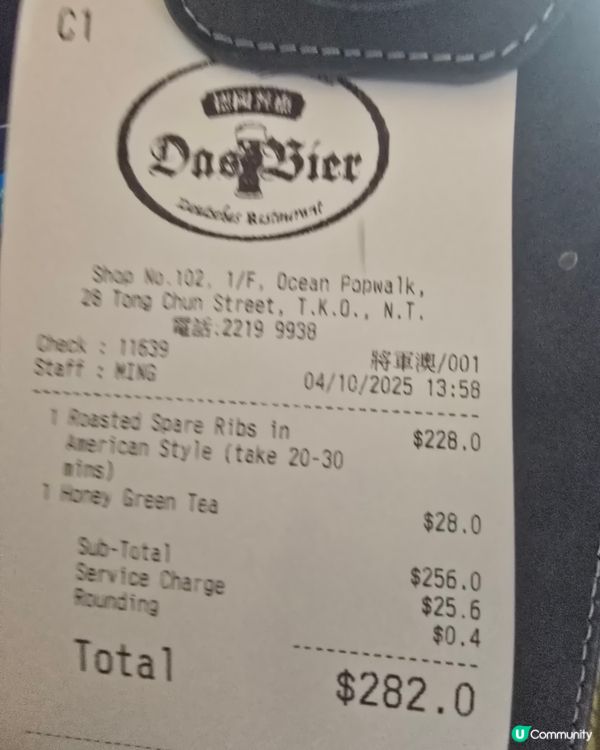 C1
Das Bier
Deutsches Restaurant
Shop No.102, 1/F, Ocean Popwalk,
28 Tong Chun Street, T.K.O., N.T.
電話:2219 9938
Check : 11639
將軍澳/001
Staff : MING
04/10/2025 13:58
1 Roasted Spare Ribs in
American Style (take 20-30
mins)
$228.0
1 Honey Green Tea
$28.0
Sub-Total
$256.0
Service Charge
$25.6
Rounding
$0.4
Total
$282.0
U Community